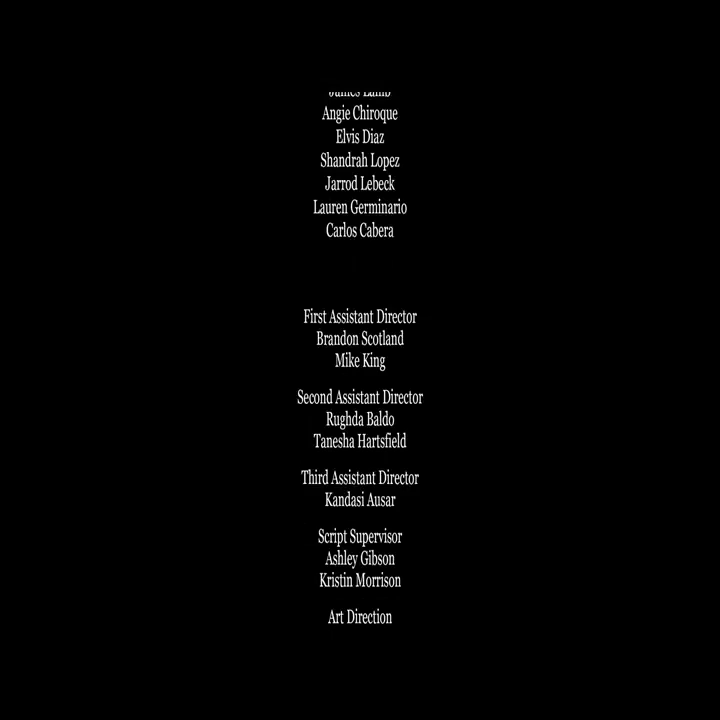 James Lamb
Angie Chiroque
Elvis Diaz
Shandrah Lopez
Jarrod Lebeck
Lauren Germinario
Carlos Cabera
First Assistant Director
Brandon Scotland
Mike King
Second Assistant Director
Rughda Baldo
Tanesha Hartsfield
Third Assistant Director
Kandasi Ausar
Script Supervisor
Ashley Gibson
Kristin Morrison
Art Direction